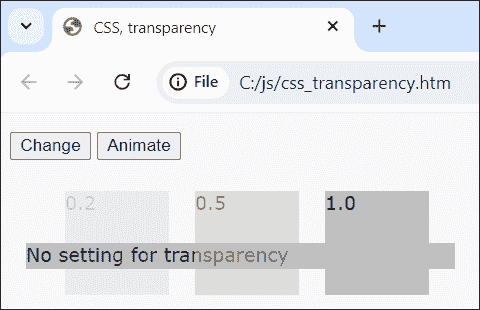 CSS, transparency
File C:/js/css_transparency.htm
Change Animate
0.2 0.5 1.0
No setting for transparency